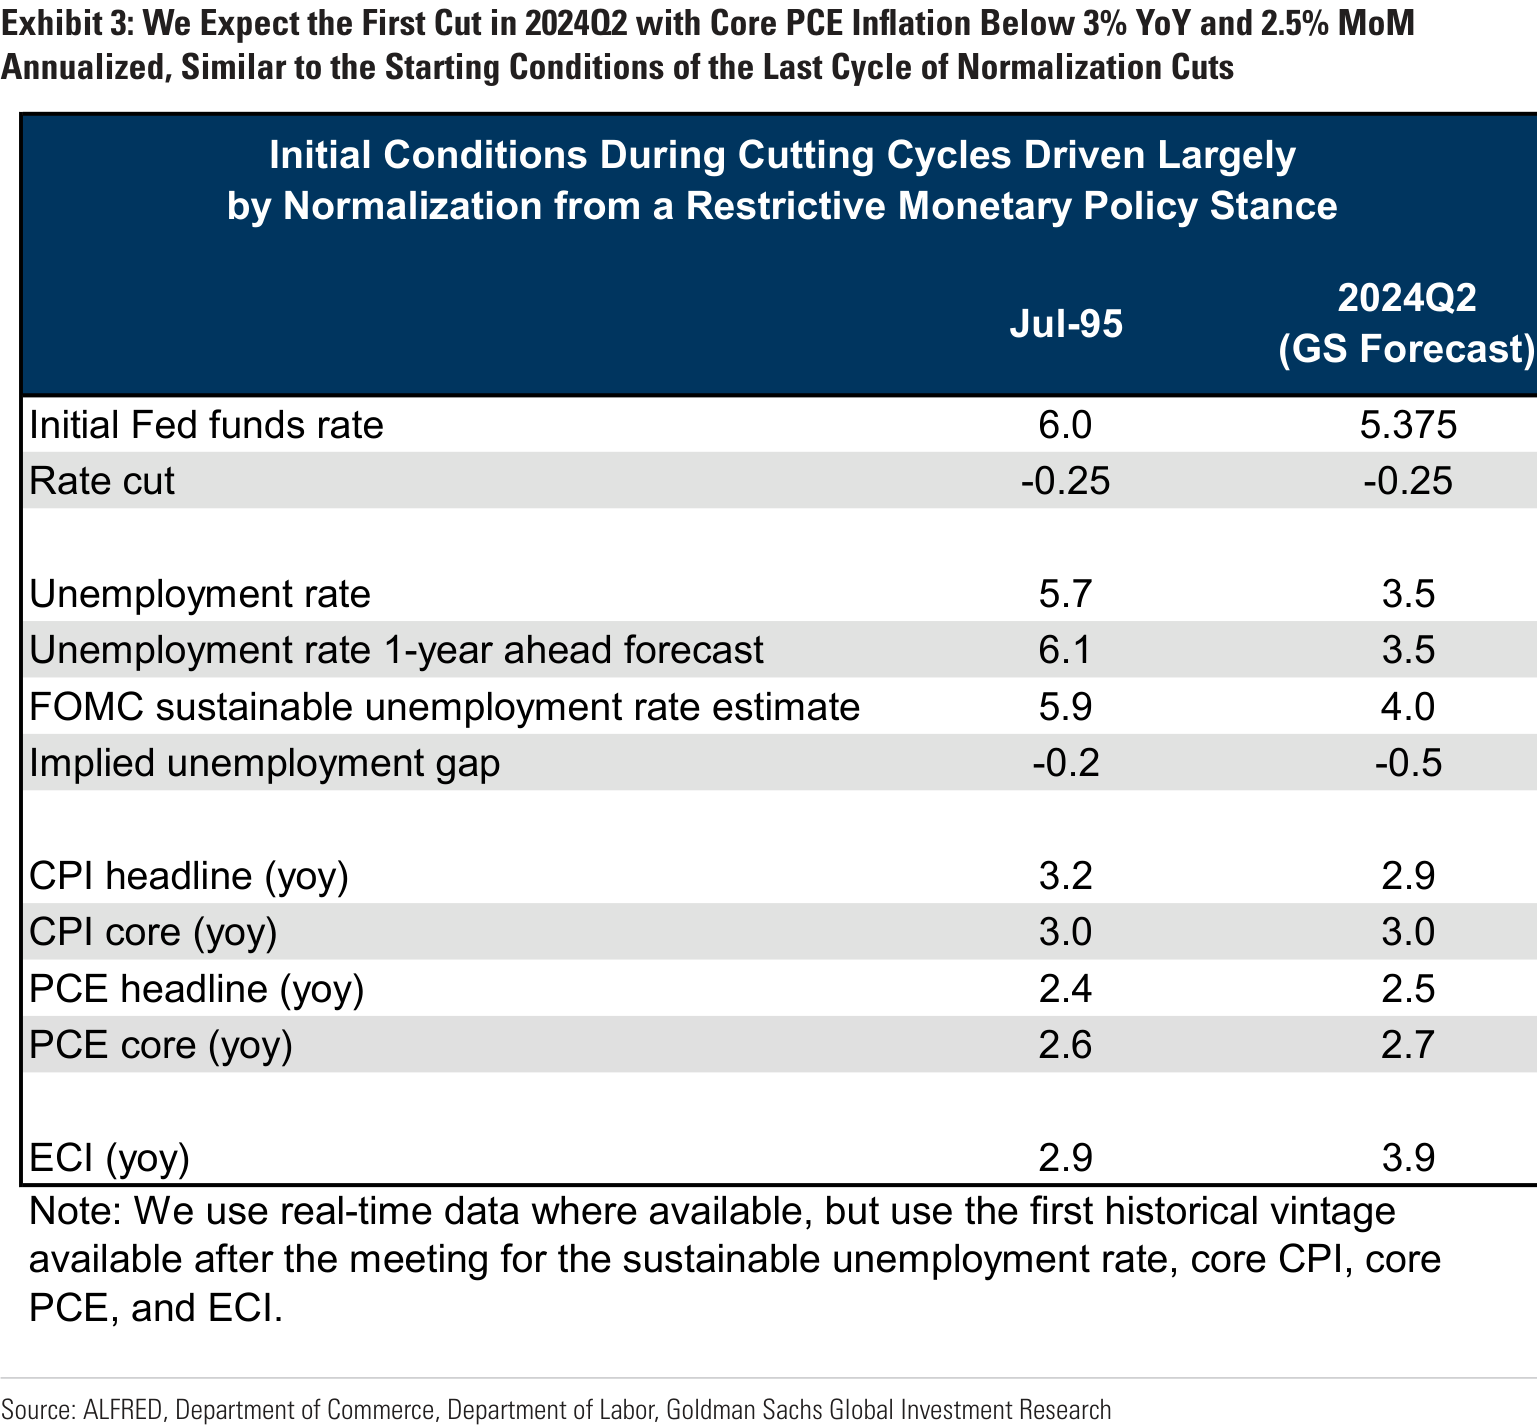 Exhibit 3: We Expect the First Cut in 2024Q2 with Core PCE Inflation Below 3% YoY and 2.5% MoM
Annualized, Similar to the Starting Conditions of the Last Cycle of Normalization Cuts
Initial Conditions During Cutting Cycles Driven Largely
by Normalization from a Restrictive Monetary Policy Stance
Jul-95 2024Q2
(GS Forecast)
Initial Fed funds rate 6.0 5.375
Rate cut -0.25 -0.25
Unemployment rate 5.7 3.5
Unemployment rate 1-year ahead forecast 6.1 3.5
FOMC sustainable unemployment rate estimate 5.9 4.0
Implied unemployment gap -0.2 -0.5
CPI headline (yoy) 3.2 2.9
CPI core (yoy) 3.0 3.0
PCE headline (yoy) 2.4 2.5
PCE core (yoy) 2.6 2.7
ECI (yoy) 2.9 3.9
Note: We use real-time data where available, but use the first historical vintage
available after the meeting for the sustainable unemployment rate, core CPI, core
PCE, and ECI.
Source: ALFRED, Department of Commerce, Department of Labor, Goldman Sachs Global Investment Research